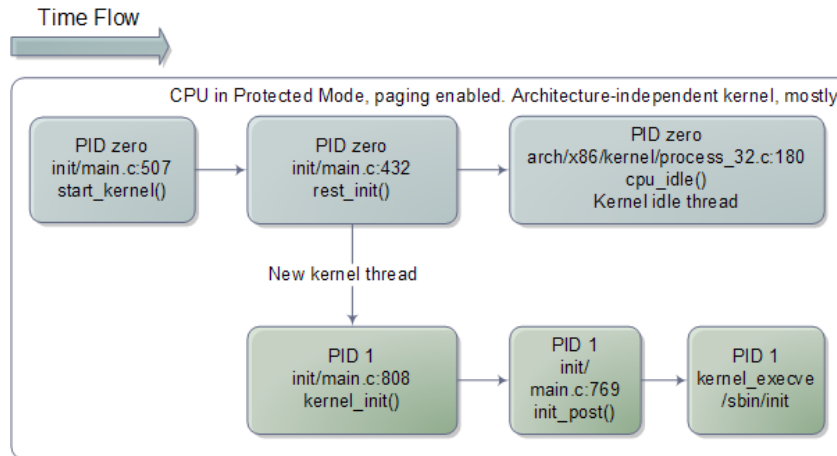 Time Flow
CPU in Protected Mode, paging enabled. Architecture-independent kernel, mostly
PID zero
init/main.c:507
start_kernel()
PID zero
init/main.c:432
rest_init()
PID zero
arch/x86/kernel/process_32.c:180
cpu_idle()
Kernel idle thread
New kernel thread
PID 1
init/main.c:808
kernel_init()
PID 1
init/
main.c:769
init_post()
PID 1
kernel_execve
/sbin/init